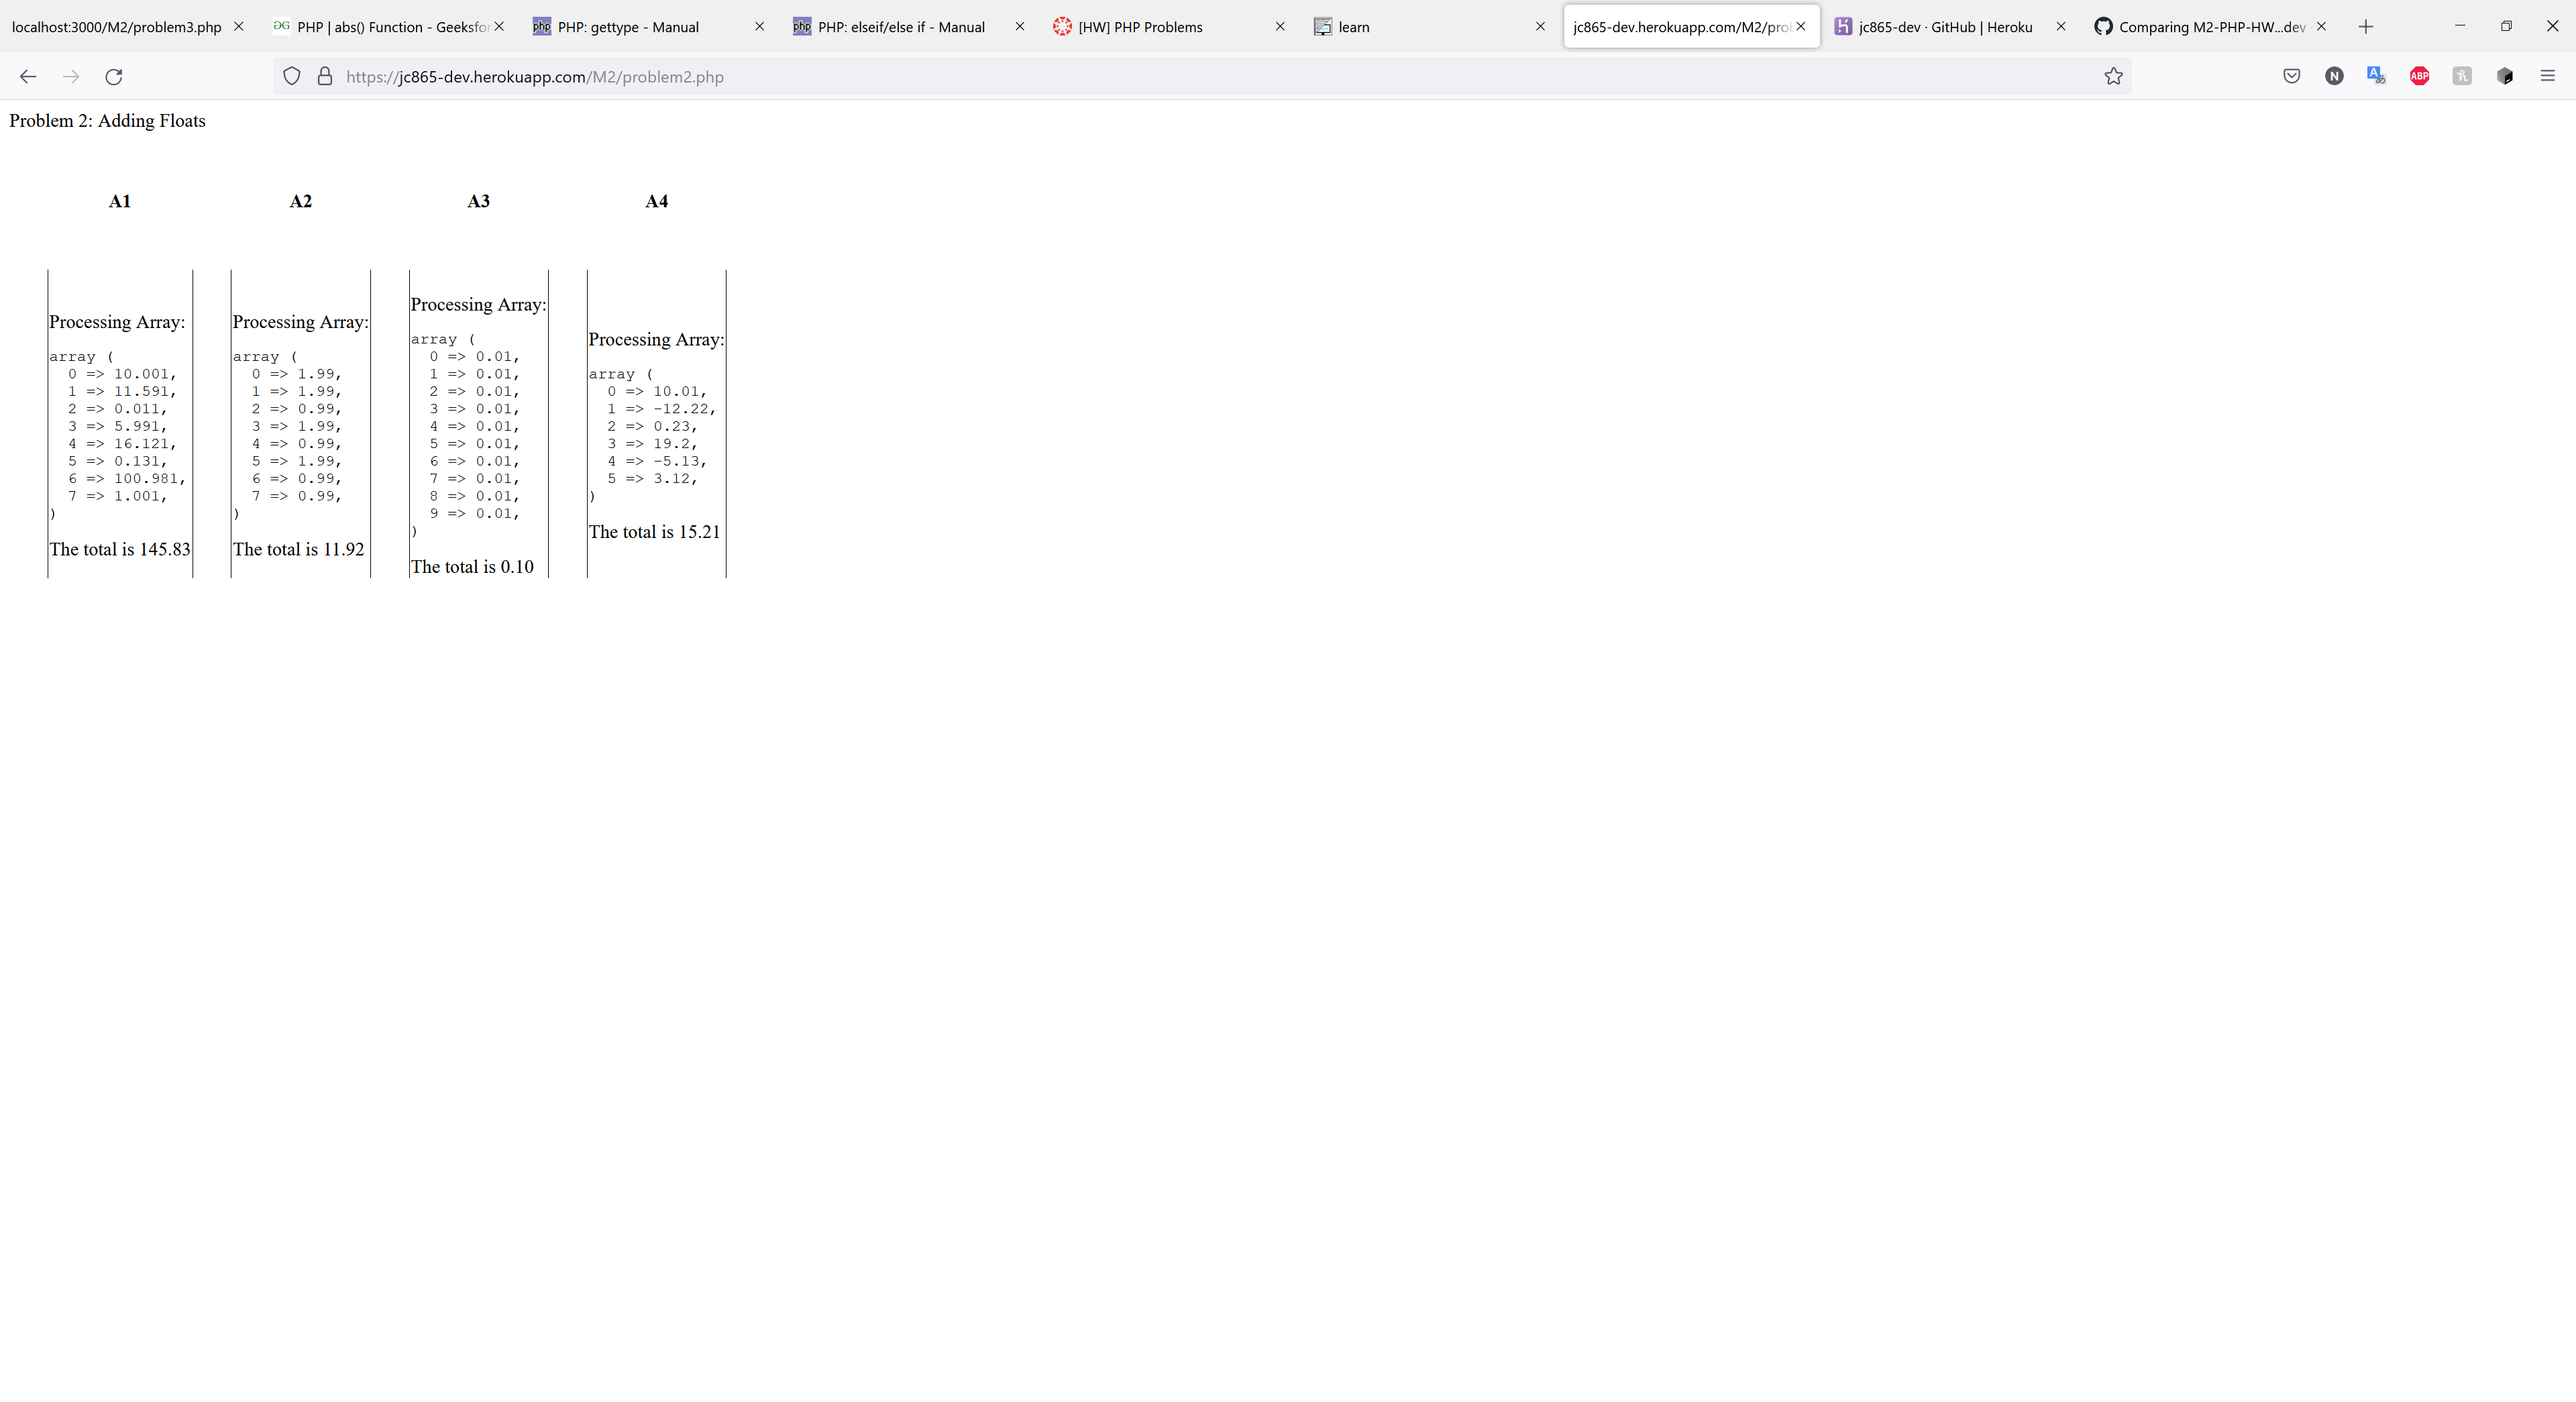 localhost:3000/M2/problem3.php
PHP | abs() Function - Geeksfo
PHP: gettype - Manual
PHP: elseif/else if - Manual
[HW] PHP Problems
learn
jc865-dev.herokuapp.com/M2/pro
jc865-dev · GitHub | Heroku
Comparing M2-PHP-HW...dev
https://jc865-dev.herokuapp.com/M2/problem2.php
Problem 2: Adding Floats
A1
A2
A3
A4
Processing Array:
array (
0 => 10.001,
1 => 11.591,
2 => 0.011,
3 => 5.991,
4 => 16.121,
5 => 0.131,
6 => 100.981,
7 => 1.001,
)
The total is 145.83
Processing Array:
array (
0 => 1.99,
1 => 1.99,
2 => 0.99,
3 => 1.99,
4 => 0.99,
5 => 1.99,
6 => 0.99,
7 => 0.99,
)
The total is 11.92
Processing Array:
array (
0 => 0.01,
1 => 0.01,
2 => 0.01,
3 => 0.01,
4 => 0.01,
5 => 0.01,
6 => 0.01,
7 => 0.01,
8 => 0.01,
9 => 0.01,
)
The total is 0.10
Processing Array:
array (
0 => 10.01,
1 => -12.22,
2 => 0.23,
3 => 19.2,
4 => -5.13,
5 => 3.12,
)
The total is 15.21